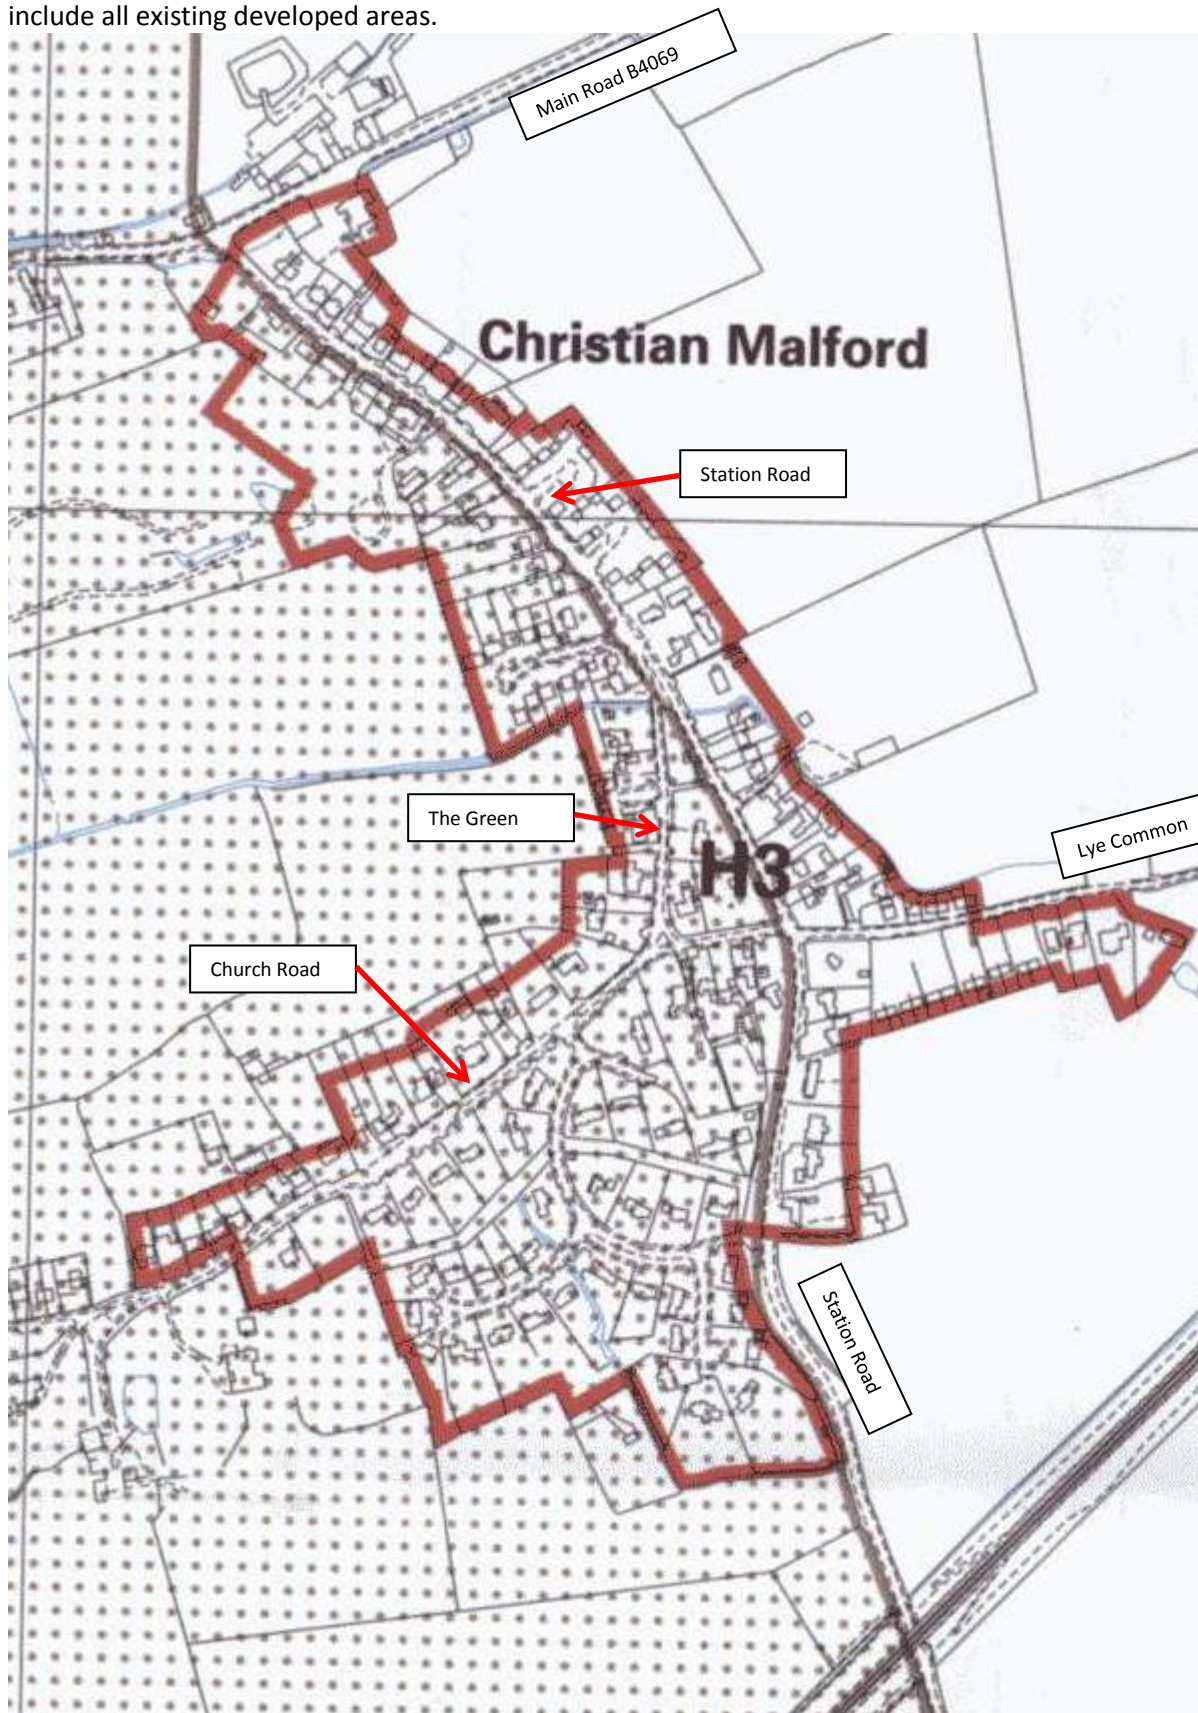 include all existing developed areas.
Main Road B4069
Christian Malford
Station Road
The Green
H3
Lye Common
Church Road
Station Road